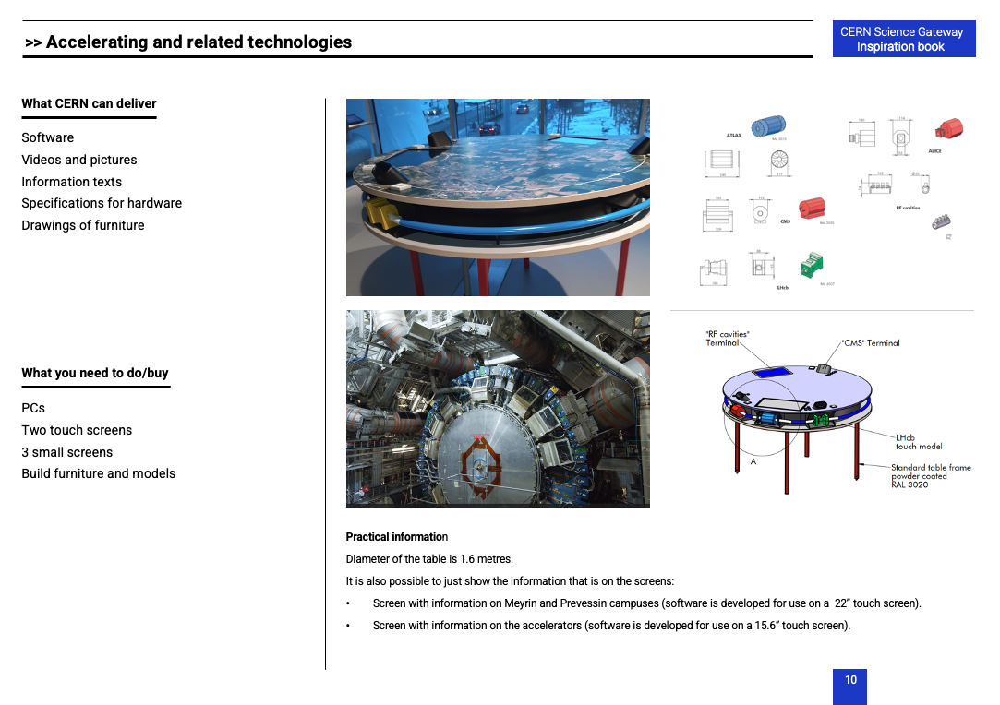 >> Accelerating and related technologies
CERN Science Gateway
Inspiration book
What CERN can deliver
Software
Videos and pictures
Information texts
Specifications for hardware
Drawings of furniture
What you need to do/buy
PCs
Two touch screens
3 small screens
Build furniture and models
ATLAS
ALICE
RF cavities
CMS
LHcb
"RF cavities"
Terminal
"CMS" Terminal
LHcb
touch model
A
Standard table frame
powder coated
RAL 3020
Practical information
Diameter of the table is 1.6 metres.
It is also possible to just show the information that is on the screens:
• Screen with information on Meyrin and Prevessin campuses (software is developed for use on a 22” touch screen).
• Screen with information on the accelerators (software is developed for use on a 15.6” touch screen).
10